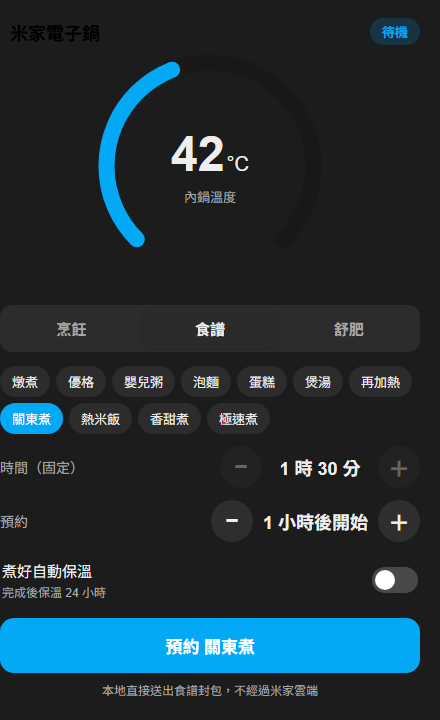 米家電子鍋 待機
42 °C
內鍋溫度
烹飪 食譜 舒肥
燉煮 優格 嬰兒粥 泡麵 蛋糕 煲湯 再加熱
關東煮 熱米飯 香甜煮 極速煮
時間（固定） − 1 時 30 分 +
預約 − 1 小時後開始 +
煮好自動保溫
完成後保溫 24 小時
預約 關東煮
本地直接送出食譜封包，不經過米家雲端